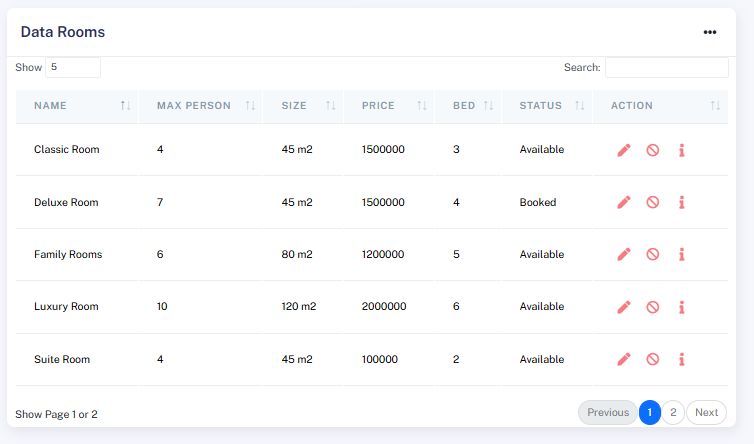 Data Rooms
Show 5 Search:
NAME MAX PERSON SIZE PRICE BED STATUS ACTION
Classic Room 4 45 m2 1500000 3 Available
Deluxe Room 7 45 m2 1500000 4 Booked
Family Rooms 6 80 m2 1200000 5 Available
Luxury Room 10 120 m2 2000000 6 Available
Suite Room 4 45 m2 100000 2 Available
Show Page 1 or 2 Previous 1 2 Next